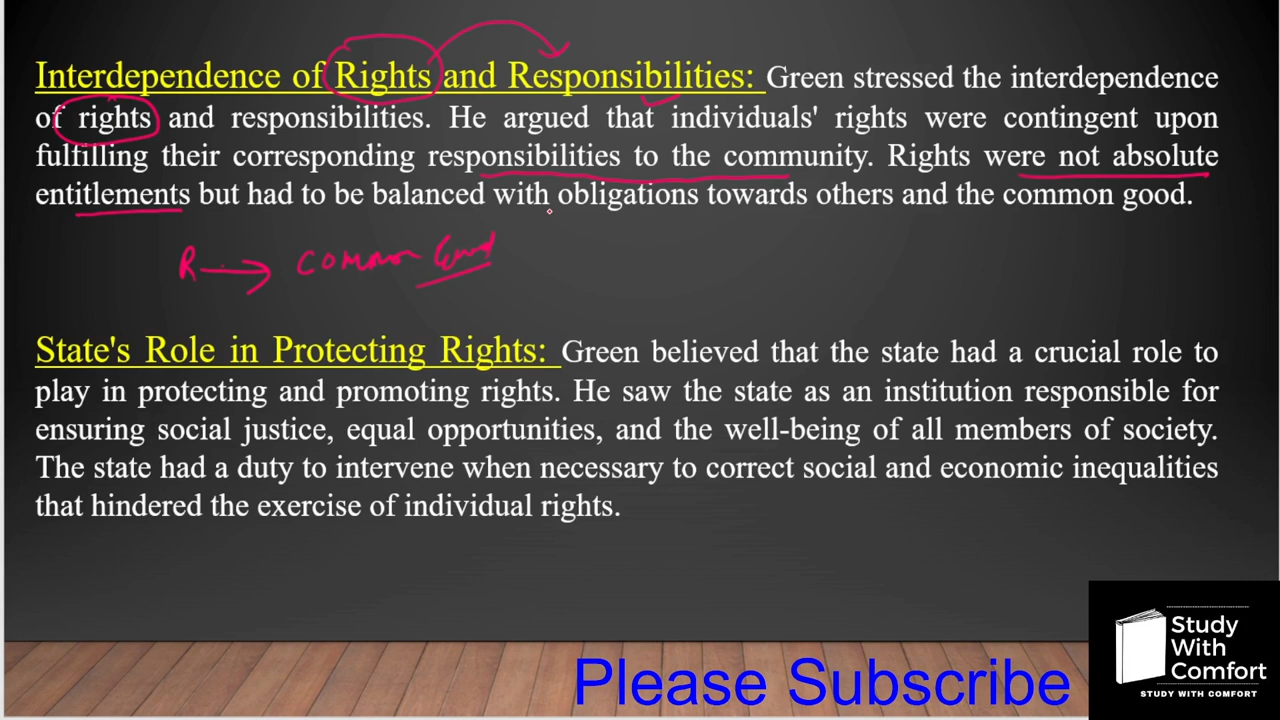 Interdependence of Rights and Responsibilities: Green stressed the interdependence
of rights and responsibilities. He argued that individuals' rights were contingent upon
fulfilling their corresponding responsibilities to the community. Rights were not absolute
entitlements but had to be balanced with obligations towards others and the common good.
R → common Good
State's Role in Protecting Rights: Green believed that the state had a crucial role to
play in protecting and promoting rights. He saw the state as an institution responsible for
ensuring social justice, equal opportunities, and the well-being of all members of society.
The state had a duty to intervene when necessary to correct social and economic inequalities
that hindered the exercise of individual rights.
Study
With
Comfort
STUDY WITH COMFORT
Please Subscribe